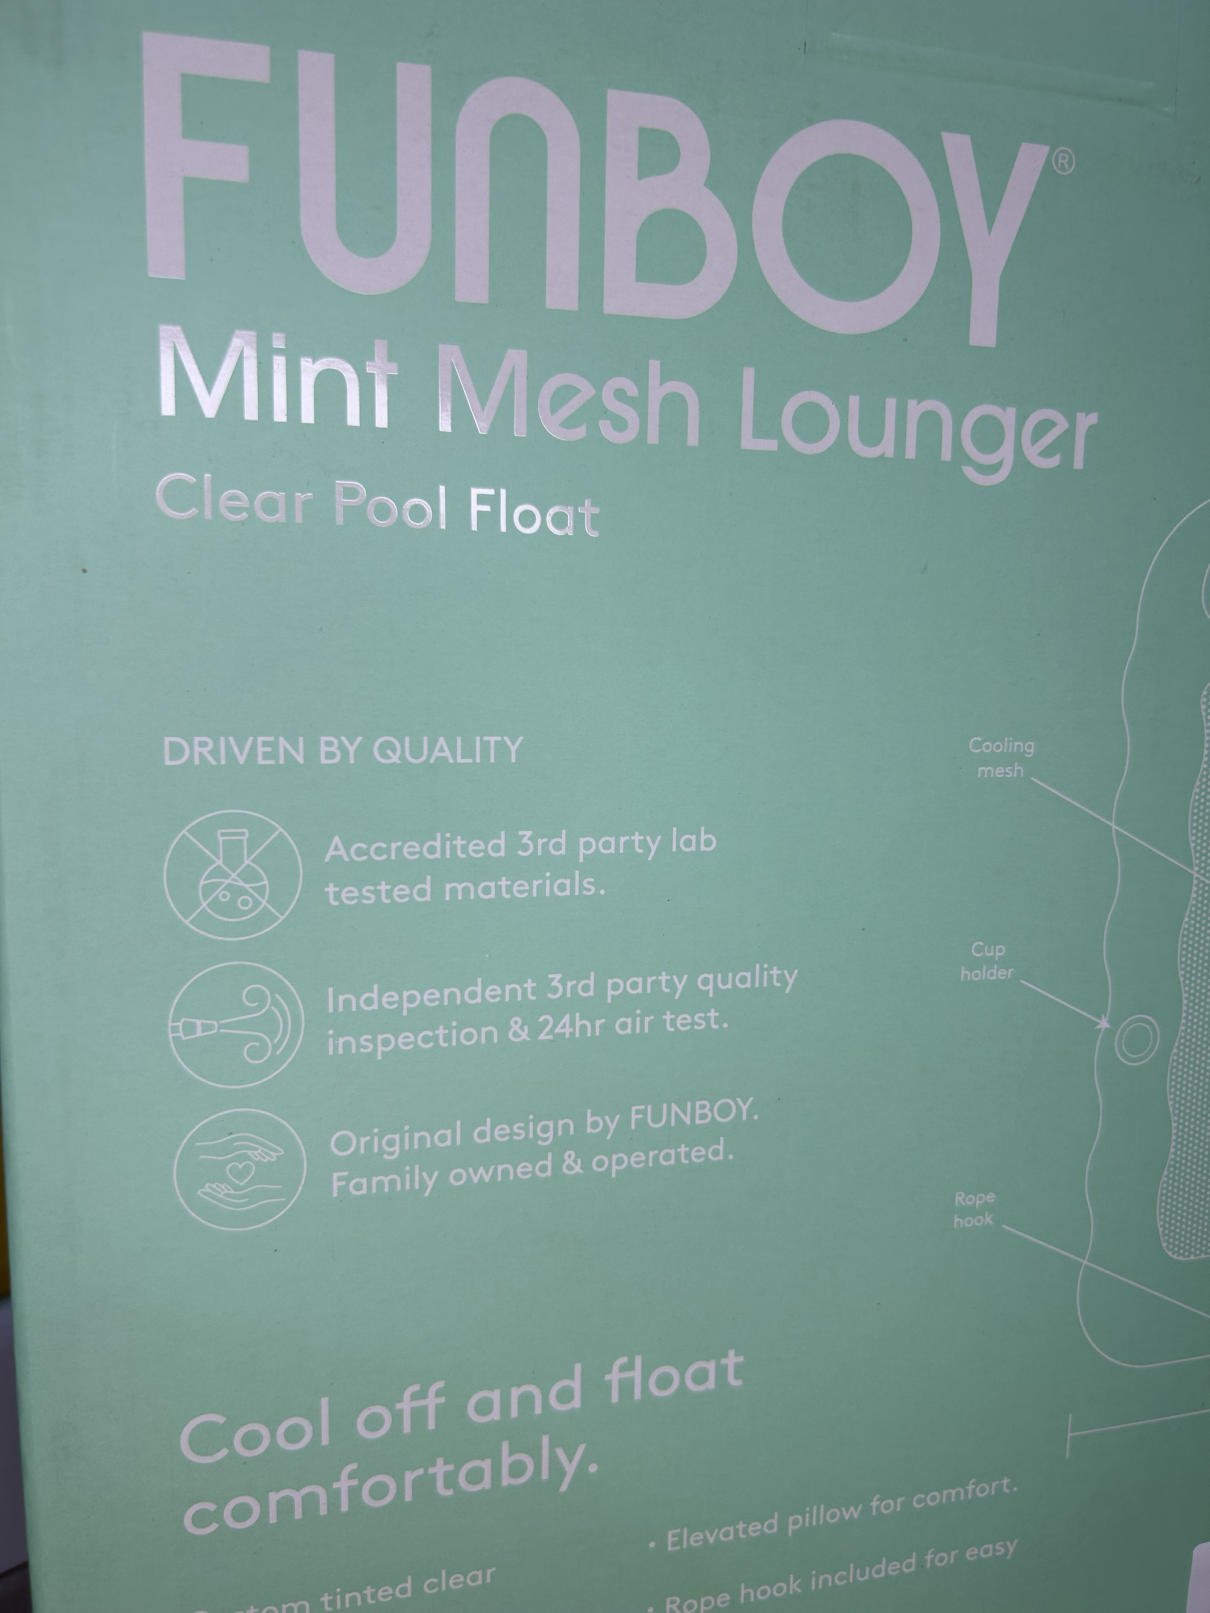 FUNBOY®
Mint Mesh Lounger
Clear Pool Float
DRIVEN BY QUALITY
Accredited 3rd party lab
tested materials.
Independent 3rd party quality
inspection & 24hr air test.
Original design by FUNBOY.
Family owned & operated.
Cooling
mesh
Cup
holder
Rope
hook
Cool off and float
comfortably.
tinted clear
· Elevated pillow for comfort.
· Rope hook included for easy